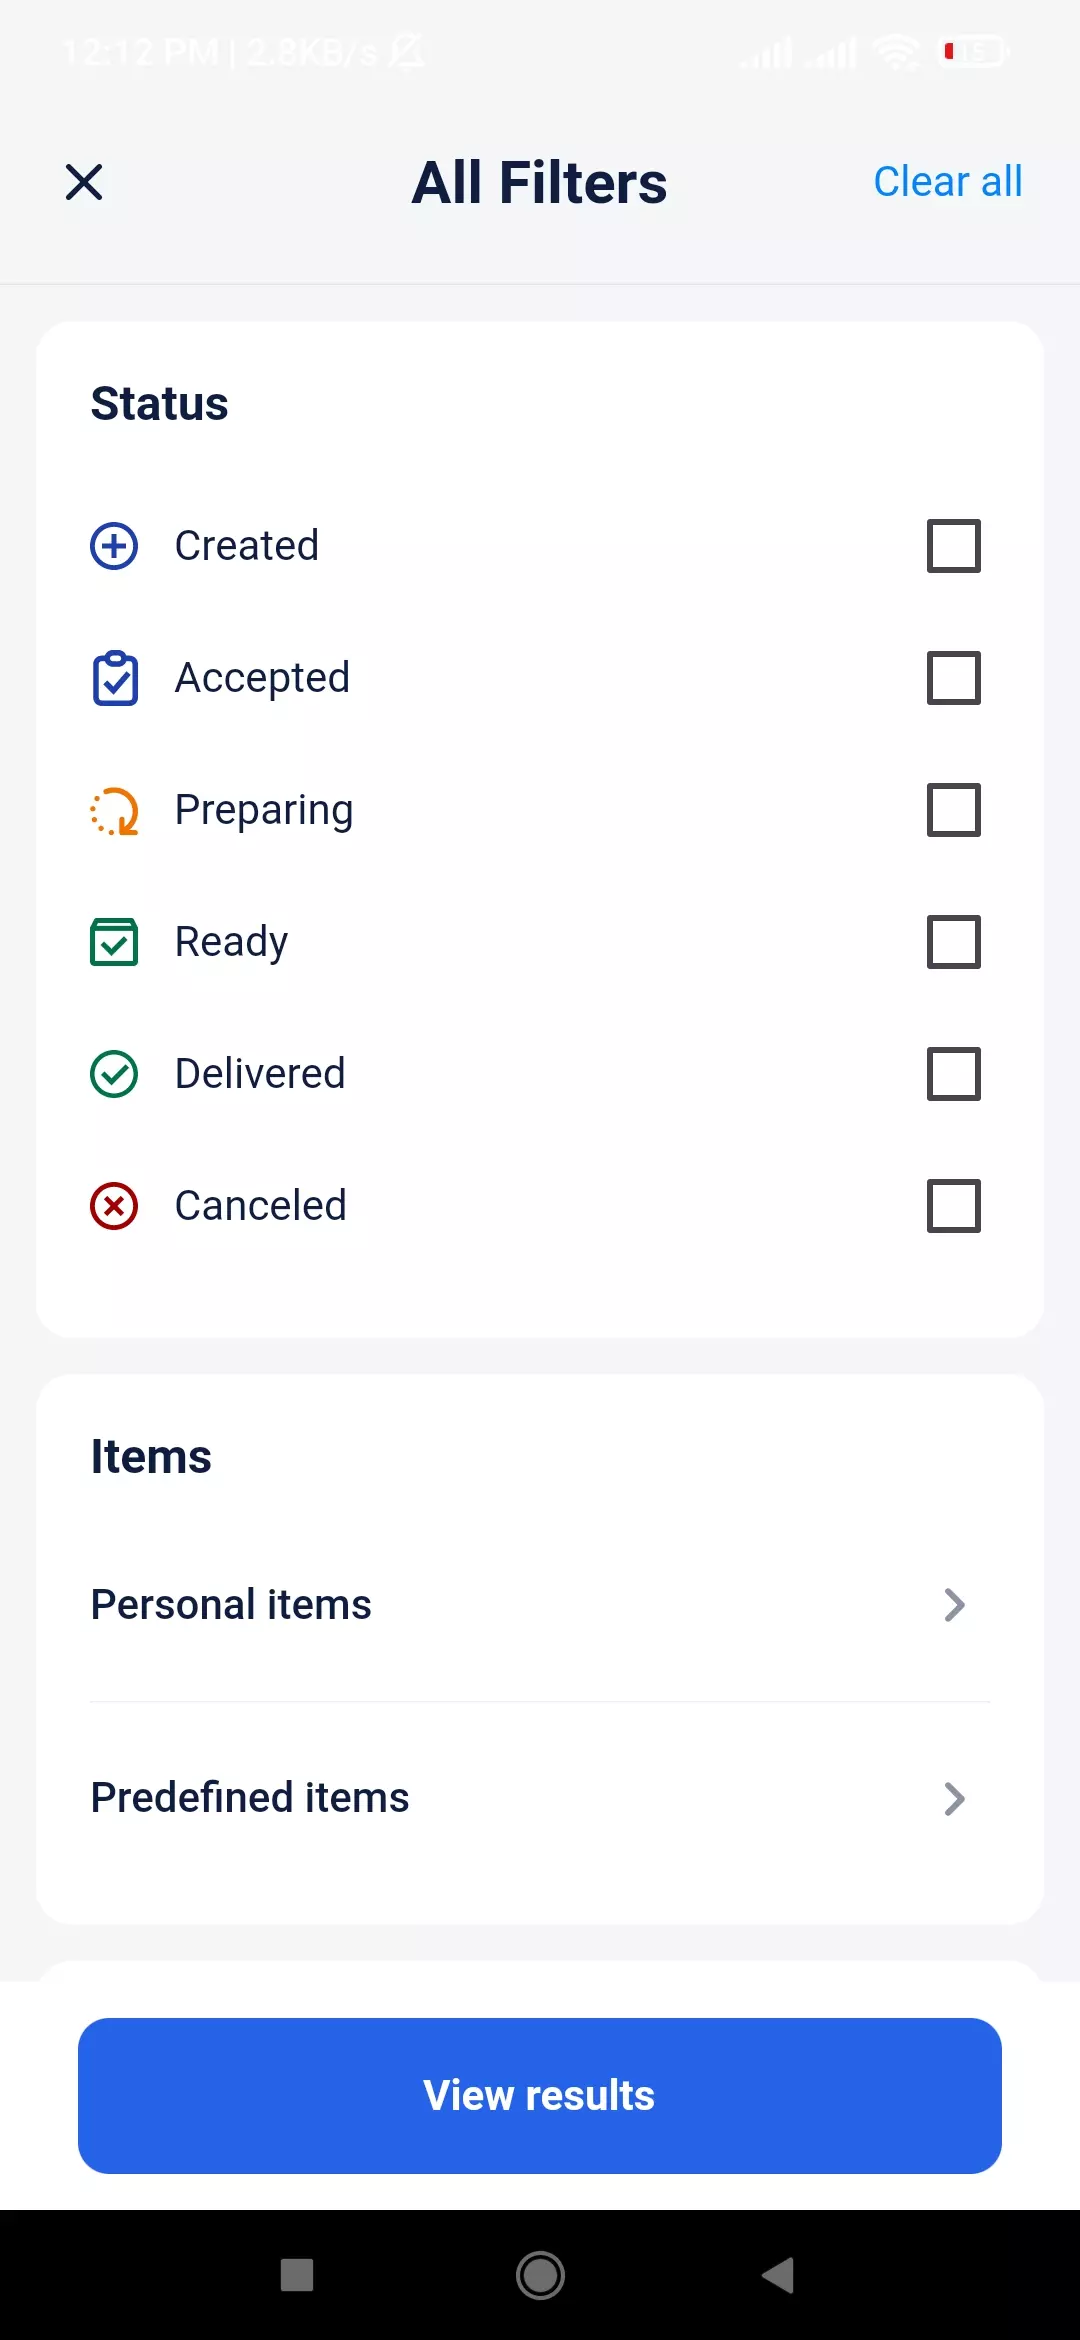 12:12 PM | 2.8KB/s
15
All Filters
Clear all
Status
Created
Accepted
Preparing
Ready
Delivered
Canceled
Items
Personal items
Predefined items
View results